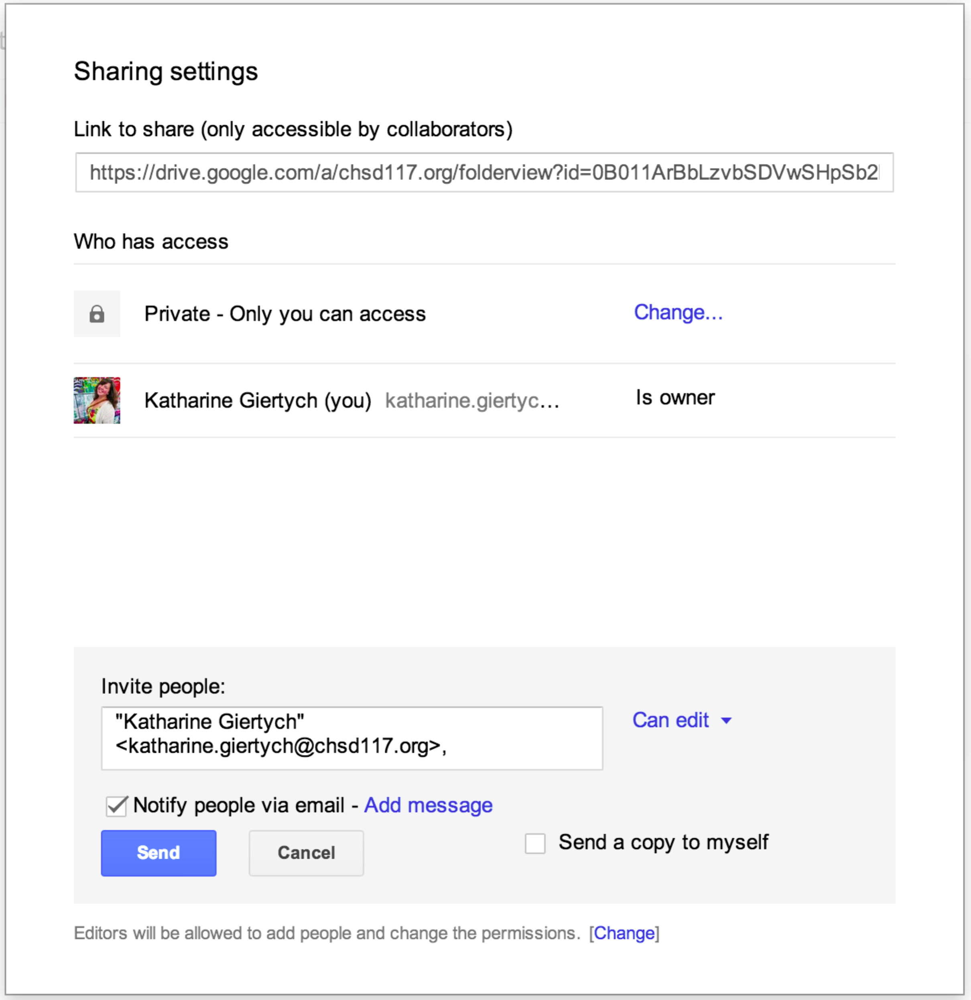 Sharing settings
Link to share (only accessible by collaborators)
https://drive.google.com/a/chsd117.org/folderview?id=0B011ArBbLzvbSDVwSHpSb2
Who has access
Private - Only you can access Change...
Katharine Giertych (you) katharine.giertyc... Is owner
Invite people:
"Katharine Giertych" Can edit
<katharine.giertych@chsd117.org>,
Notify people via email - Add message
Send Cancel Send a copy to myself
Editors will be allowed to add people and change the permissions. [Change]